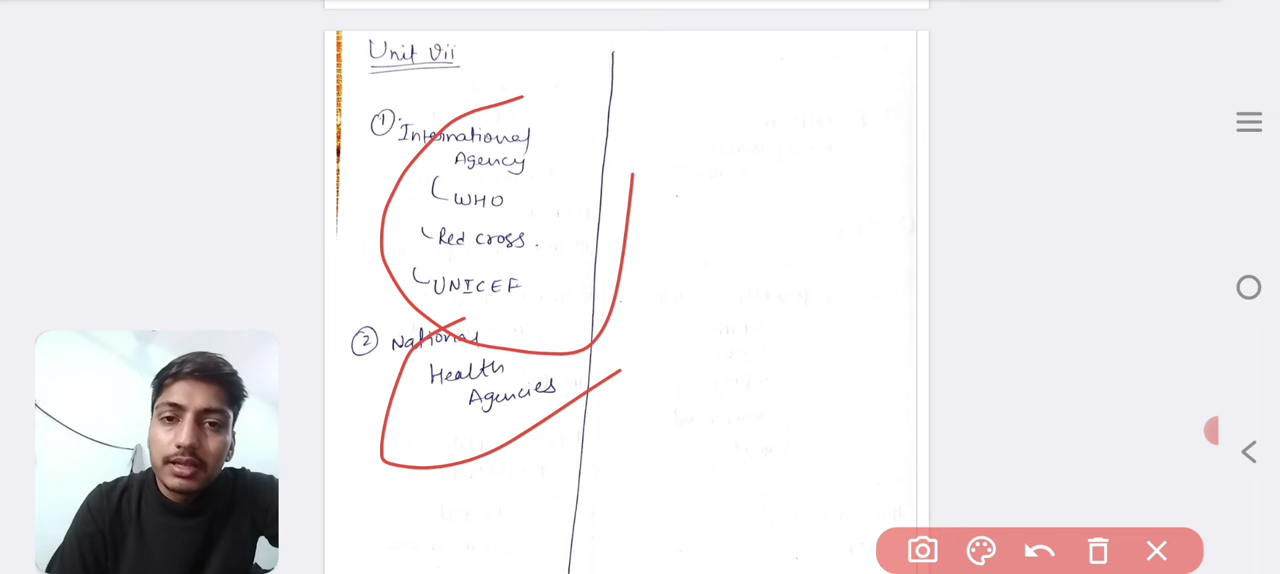 Unit Vii
① International
Agency
WHO
Red cross.
UNICEF
② National
Health
Agencies